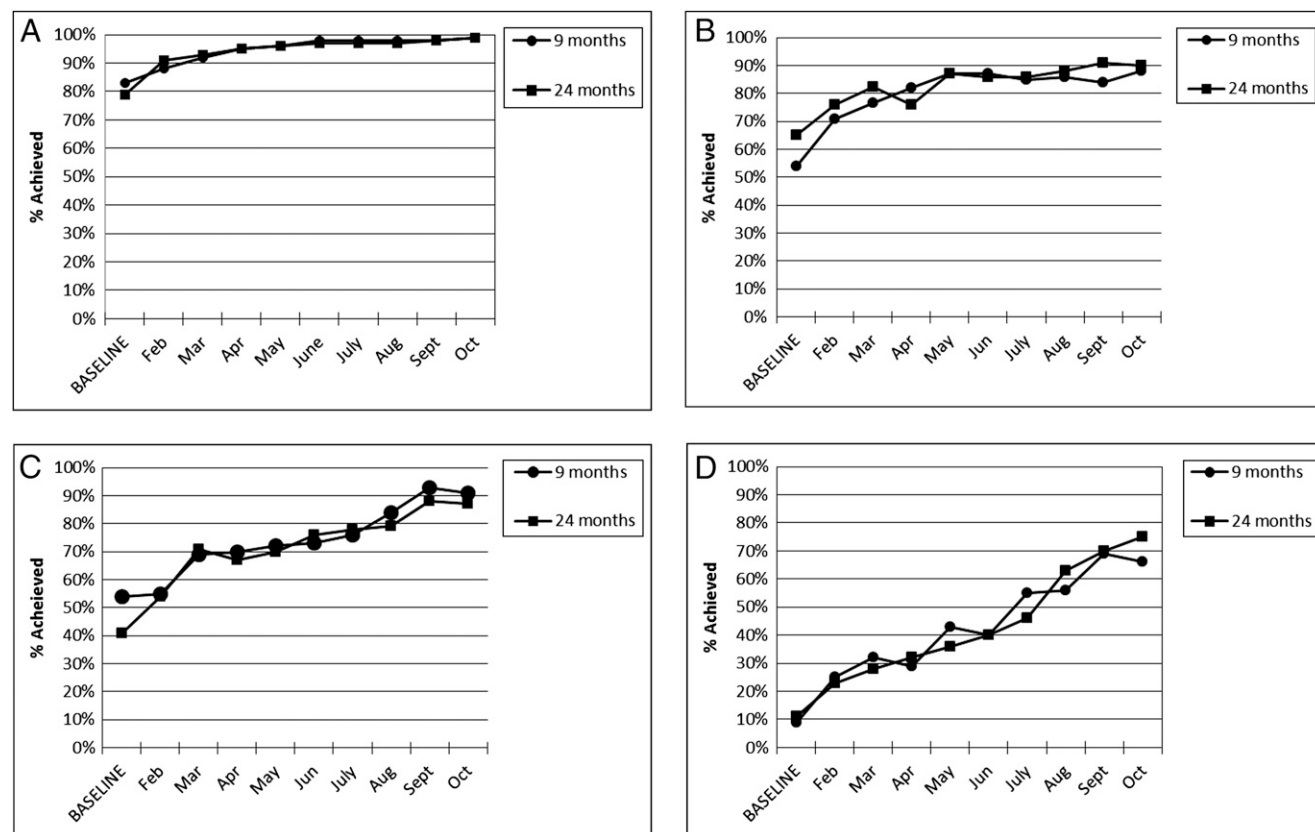 A
100%
90%
80%
70%
60%
50%
40%
30%
20%
10%
0%
% Achieved
BASELINE
Feb
Mar
Apr
May
June
July
Aug
Sept
Oct
9 months
24 months
B
100%
90%
80%
70%
60%
50%
40%
30%
20%
10%
0%
% Achieved
BASELINE
Feb
Mar
Apr
May
Jun
July
Aug
Sept
Oct
9 months
24 months
C
100%
90%
80%
70%
60%
50%
40%
30%
20%
10%
0%
% Acheieved
BASELINE
Feb
Mar
Apr
May
Jun
July
Aug
Sept
Oct
9 months
24 months
D
100%
90%
80%
70%
60%
50%
40%
30%
20%
10%
0%
% Achieved
BASELINE
Feb
Mar
Apr
May
Jun
July
Aug
Sept
Oct
9 months
24 months